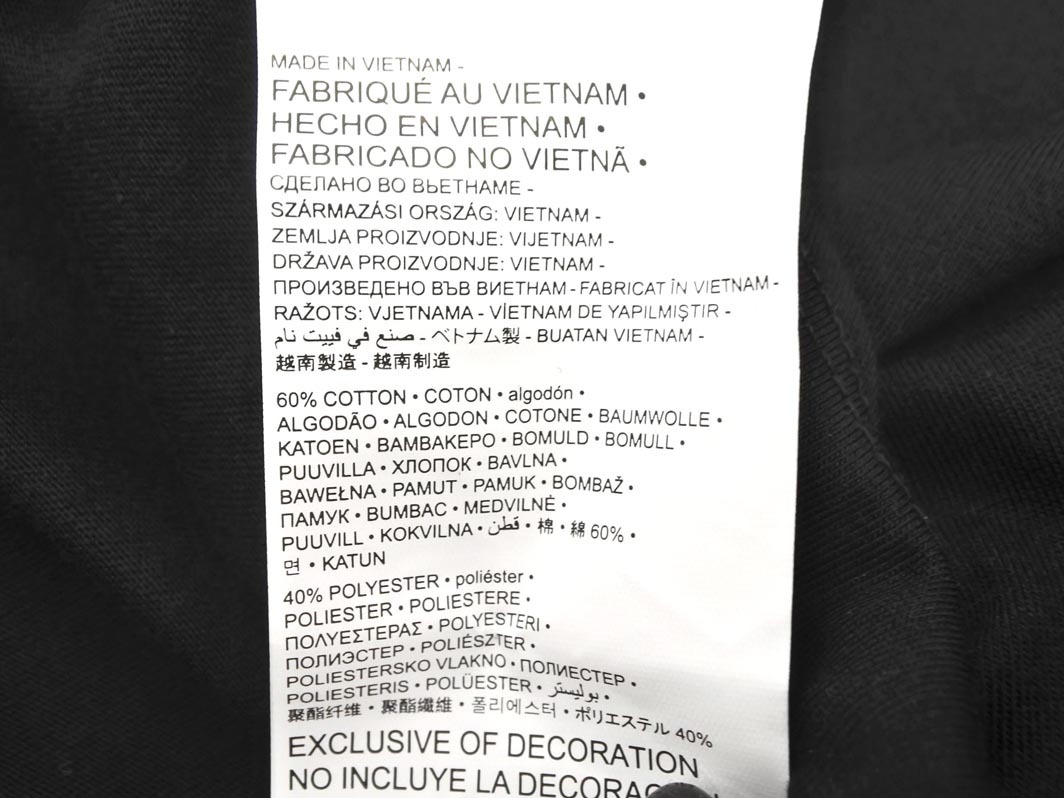 MADE IN VIETNAM -
FABRIQUÉ AU VIETNAM •
HECHO EN VIETNAM •
FABRICADO NO VIETNÃ •
СДЕЛАНО ВО ВЬЕТНАМЕ -
SZÁRMAZÁSI ORSZÁG: VIETNAM -
ZEMLJA PROIZVODNJE: VIJETNAM -
DRŽAVA PROIZVODNJE: VIETNAM -
ПРОИЗВЕДЕНО ВЪВ ВИЕТНАМ - FABRICAT ÎN VIETNAM -
RAŽOTS: VJETNAMA - VİETNAM DE YAPILMIŞTIR -
صنع في فييت نام - ベトナム製 - BUATAN VIETNAM -
越南製造 - 越南制造
60% COTTON • COTON • algodón •
ALGODÃO • ALGODON • COTONE • BAUMWOLLE •
KATOEN • BAMBAKEPO • BOMULD • BOMULL •
PUUVILLA • ХЛОПОК • BAVLNA •
BAWEŁNA • PAMUT • PAMUK • BOMBAŽ •
ПАМУК • BUMBAC • MEDVILNĖ •
PUUVILL • KOKVILNA • قطن • 棉 • 綿 60% •
면 • KATUN
40% POLYESTER • poliéster •
POLIESTER • POLIESTERE •
ΠΟΛΥΕΣΤΕΡΑΣ • POLYESTERI •
ПОЛИЭСТЕР • POLIÉSZTER •
POLIESTERSKO VLAKNO • ПОЛИЕСТЕР •
POLIESTERIS • POLÜESTER • بوليستر •
聚酯纤维 • 聚酯纖維 • 폴리에스터 • ポリエステル 40%
EXCLUSIVE OF DECORATION
NO INCLUYE LA